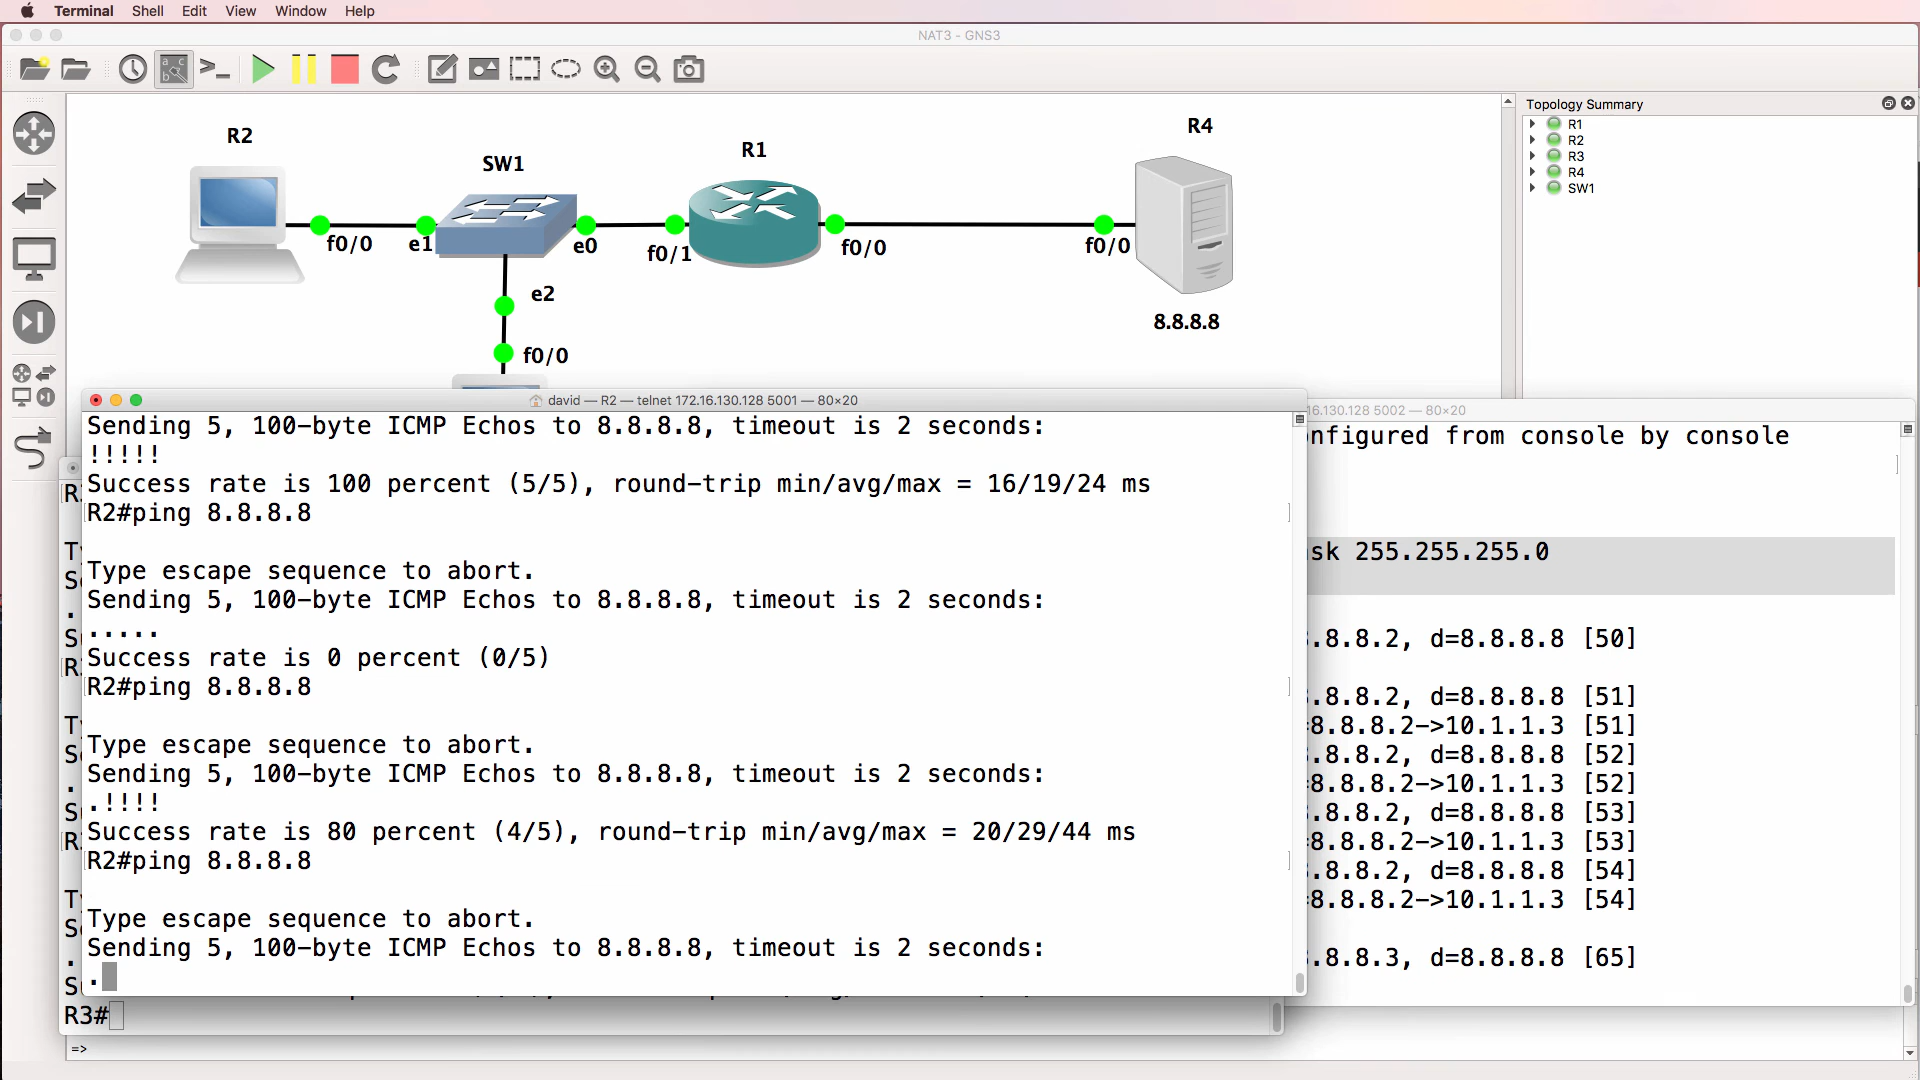 Terminal Shell Edit View Window Help
NAT3 - GNS3
Topology Summary
R1
R2
R3
R4
SW1
R2
SW1
R1
R4
f0/0
e1
e0
f0/1
f0/0
f0/0
e2
f0/0
8.8.8.8
david — R2 — telnet 172.16.130.128 5001 — 80×20
Sending 5, 100-byte ICMP Echos to 8.8.8.8, timeout is 2 seconds:
!!!!!
Success rate is 100 percent (5/5), round-trip min/avg/max = 16/19/24 ms
R2#ping 8.8.8.8
Type escape sequence to abort.
Sending 5, 100-byte ICMP Echos to 8.8.8.8, timeout is 2 seconds:
.....
Success rate is 0 percent (0/5)
R2#ping 8.8.8.8
Type escape sequence to abort.
Sending 5, 100-byte ICMP Echos to 8.8.8.8, timeout is 2 seconds:
.!!!!
Success rate is 80 percent (4/5), round-trip min/avg/max = 20/29/44 ms
R2#ping 8.8.8.8
Type escape sequence to abort.
Sending 5, 100-byte ICMP Echos to 8.8.8.8, timeout is 2 seconds:
.
16.130.128 5002 — 80×20
nfigured from console by console
sk 255.255.255.0
.8.8.2, d=8.8.8.8 [50]
.8.8.2, d=8.8.8.8 [51]
8.8.8.2->10.1.1.3 [51]
.8.8.2, d=8.8.8.8 [52]
8.8.8.2->10.1.1.3 [52]
.8.8.2, d=8.8.8.8 [53]
8.8.8.2->10.1.1.3 [53]
.8.8.2, d=8.8.8.8 [54]
8.8.8.2->10.1.1.3 [54]
.8.8.3, d=8.8.8.8 [65]
R3#
=>